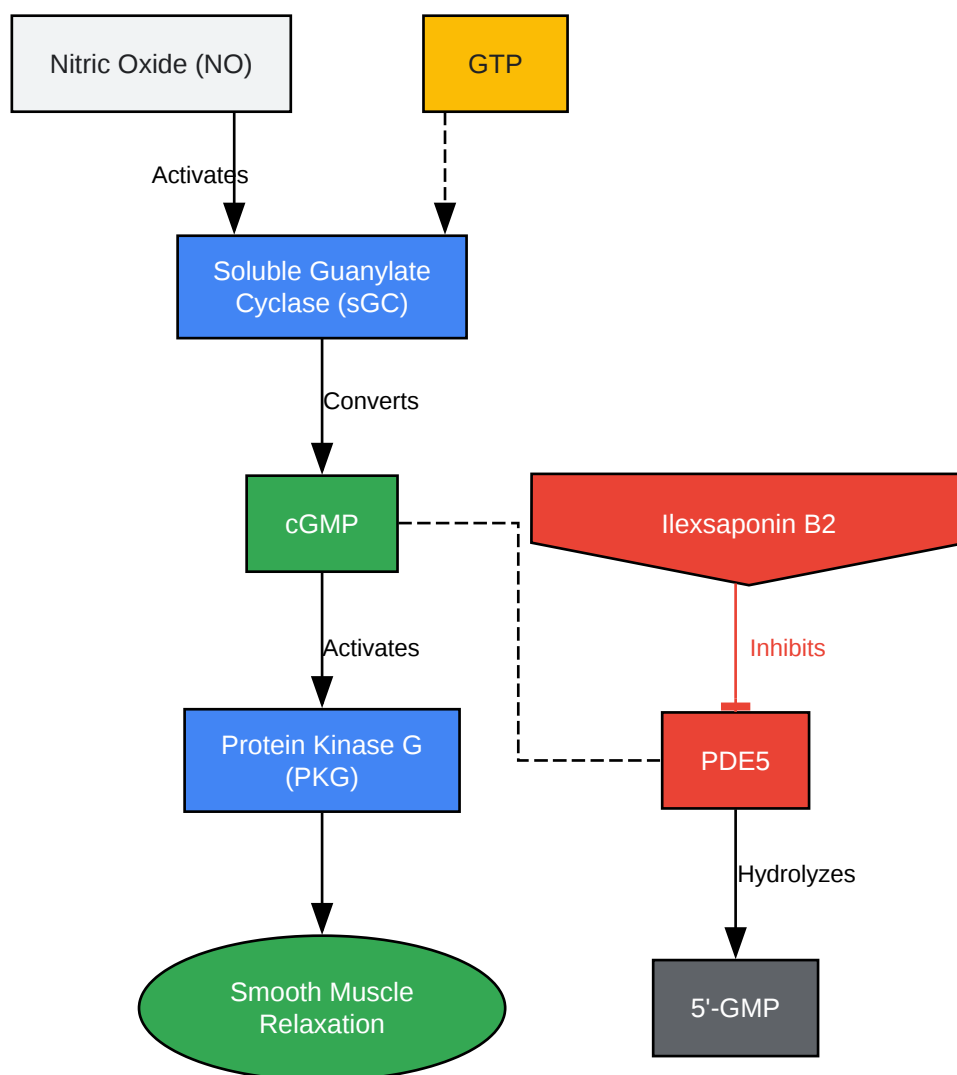 Nitric Oxide (NO)
GTP
Activates
Soluble Guanylate
Cyclase (sGC)
Converts
cGMP
Ilexsaponin B2
Activates
Inhibits
Protein Kinase G
(PKG)
PDE5
Hydrolyzes
Smooth Muscle
Relaxation
5'-GMP